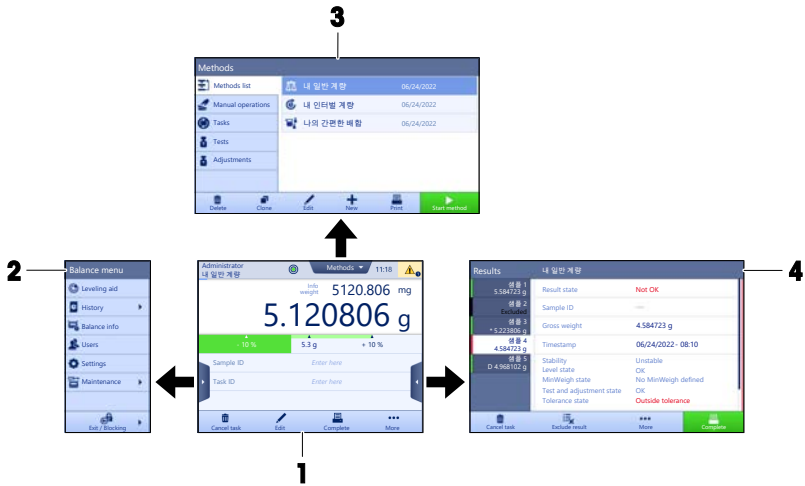 3
Methods
Methods list
내 일반 계량 06/24/2022
Manual operations
내 인터벌 계량 06/24/2022
Tasks
나의 간편한 배합 06/24/2022
Tests
Adjustments
Delete Clone Edit New Print Start method
2
Balance menu
Leveling aid
History
Balance info
Users
Settings
Maintenance
Exit / Blocking
Administrator
내 일반 계량
Methods 11:18
Info weight 5120.806 mg
5.120806 g
- 10 % 5.3 g + 10 %
Sample ID Enter here
Task ID Enter here
Cancel task Edit Complete More
1
4
Results 내 일반 계량
샘플 1
5.584723 g
샘플 2
Excluded
샘플 3
* 5.223806 g
샘플 4
4.584723 g
샘플 5
D 4.968102 g
Result state Not OK
Sample ID ---
Gross weight 4.584723 g
Timestamp 06/24/2022- 08:10
Stability Unstable
Level state OK
MinWeigh state No MinWeigh defined
Test and adjustment state OK
Tolerance state Outside tolerance
Cancel task Exclude result More Complete